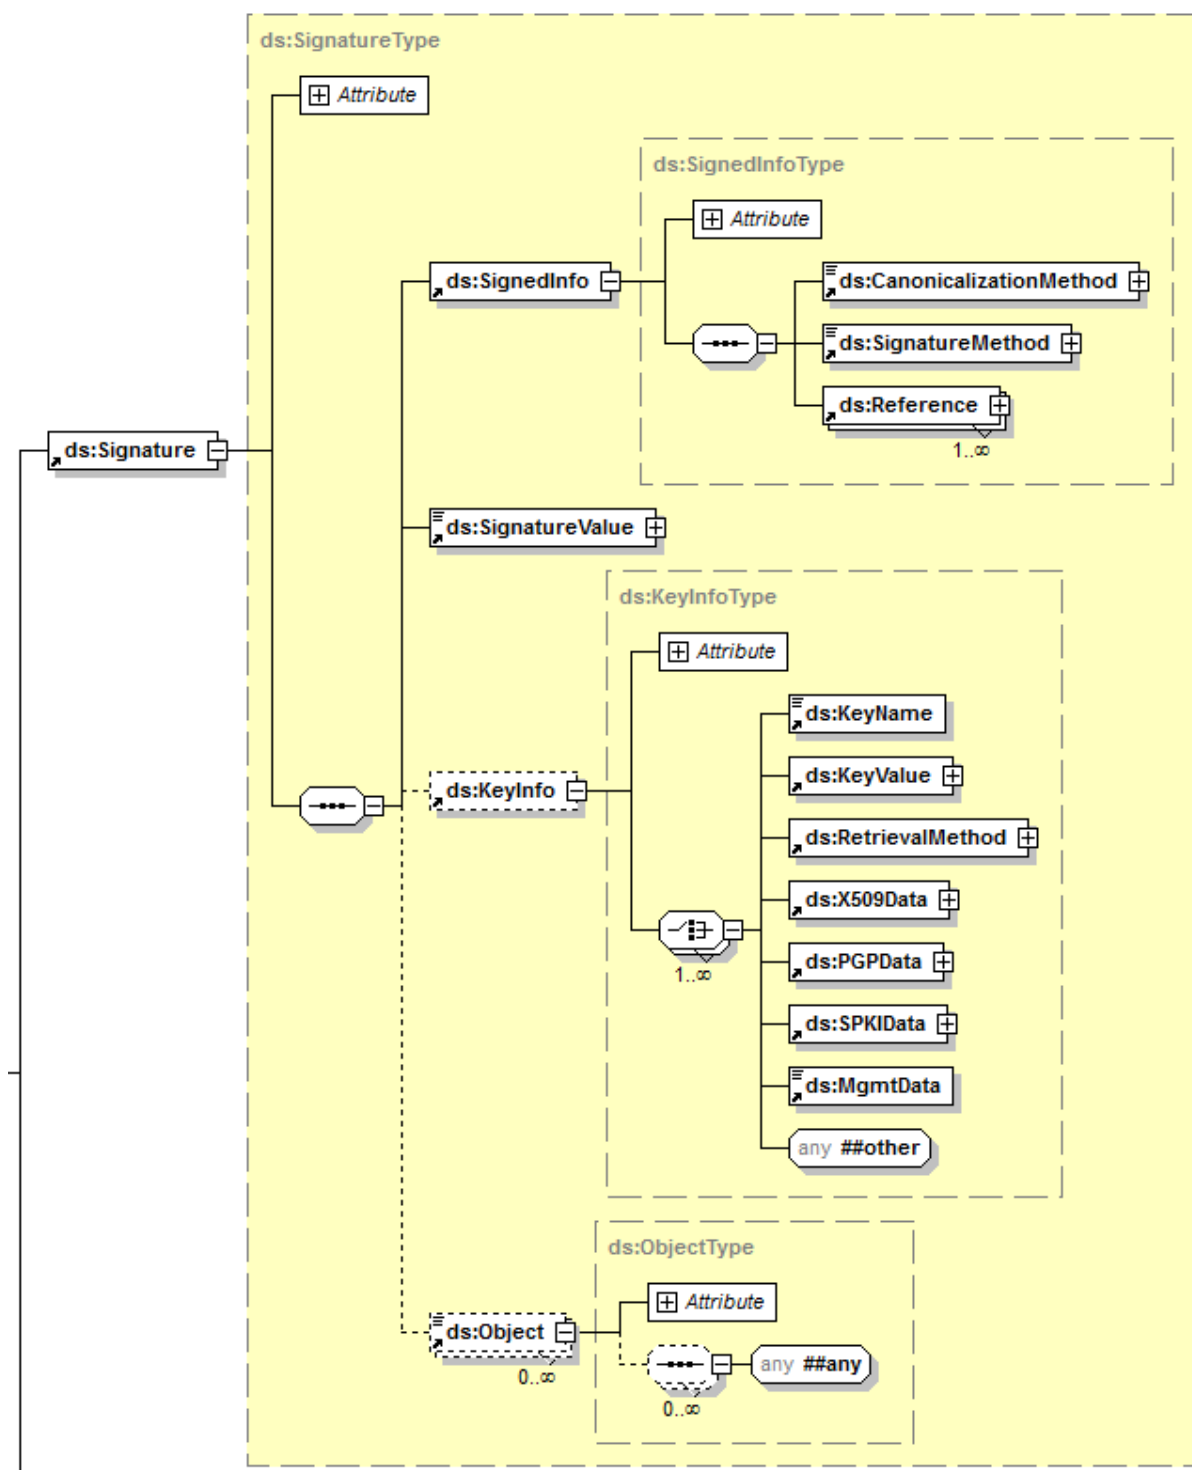 ds:SignatureType
Attribute
ds:SignedInfoType
Attribute
ds:SignedInfo
ds:CanonicalizationMethod
ds:SignatureMethod
ds:Reference
1..∞
ds:Signature
ds:SignatureValue
ds:KeyInfoType
Attribute
ds:KeyName
ds:KeyValue
ds:KeyInfo
ds:RetrievalMethod
ds:X509Data
ds:PGPData
1..∞
ds:SPKIData
ds:MgmtData
any ##other
ds:ObjectType
Attribute
ds:Object
any ##any
0..∞
0..∞